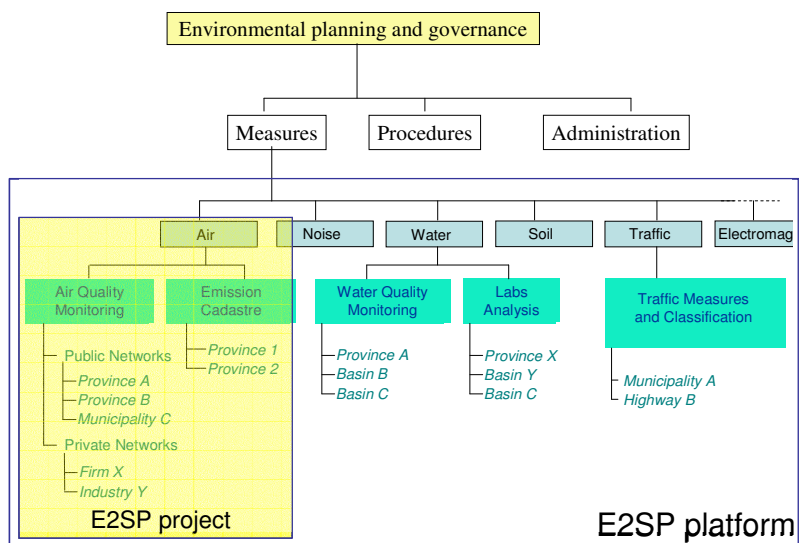 Environmental planning and governance
Measures
Procedures
Administration
Air
Noise
Water
Soil
Traffic
Electromag
Air Quality
Monitoring
Emission
Cadastre
Water Quality
Monitoring
Labs
Analysis
Traffic Measures
and Classification
Public Networks
Province A
Province B
Municipality C
Private Networks
Firm X
Industry Y
Province 1
Province 2
Province A
Basin B
Basin C
Province X
Basin Y
Basin C
Municipality A
Highway B
E2SP project
E2SP platform